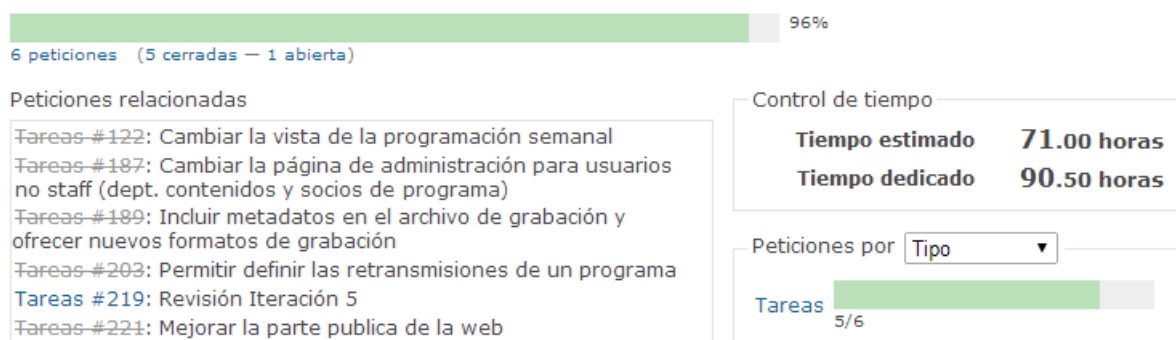 96%
6 peticiones (5 cerradas — 1 abierta)
Peticiones relacionadas
Tareas #122: Cambiar la vista de la programación semanal
Tareas #187: Cambiar la página de administración para usuarios
no staff (dept. contenidos y socios de programa)
Tareas #189: Incluir metadatos en el archivo de grabación y
ofrecer nuevos formatos de grabación
Tareas #203: Permitir definir las retransmisiones de un programa
Tareas #219: Revisión Iteración 5
Tareas #221: Mejorar la parte publica de la web
Control de tiempo
Tiempo estimado 71.00 horas
Tiempo dedicado 90.50 horas
Peticiones por Tipo
Tareas
5/6